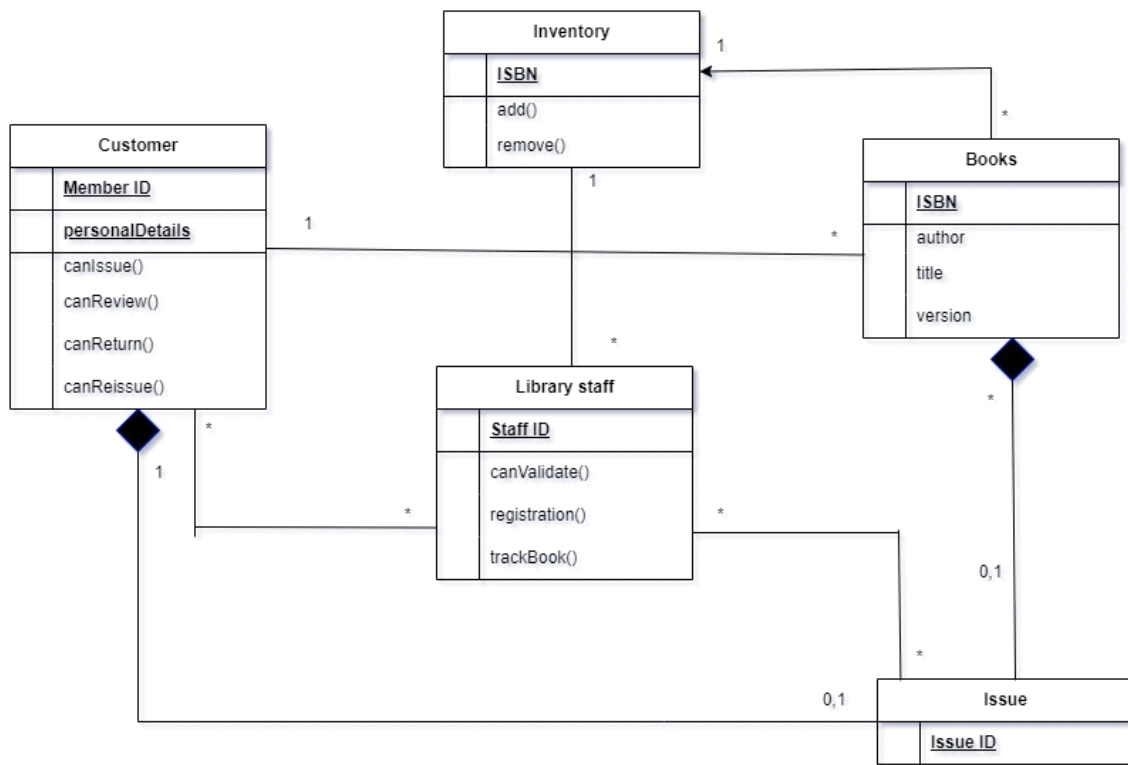 Inventory
ISBN
add()
remove()
1
*
1
Customer
Member ID
personalDetails
canIssue()
canReview()
canReturn()
canReissue()
1
*
Books
ISBN
author
title
version
*
Library staff
Staff ID
canValidate()
registration()
trackBook()
*
*
1
*
*
*
0,1
*
0,1
Issue
Issue ID